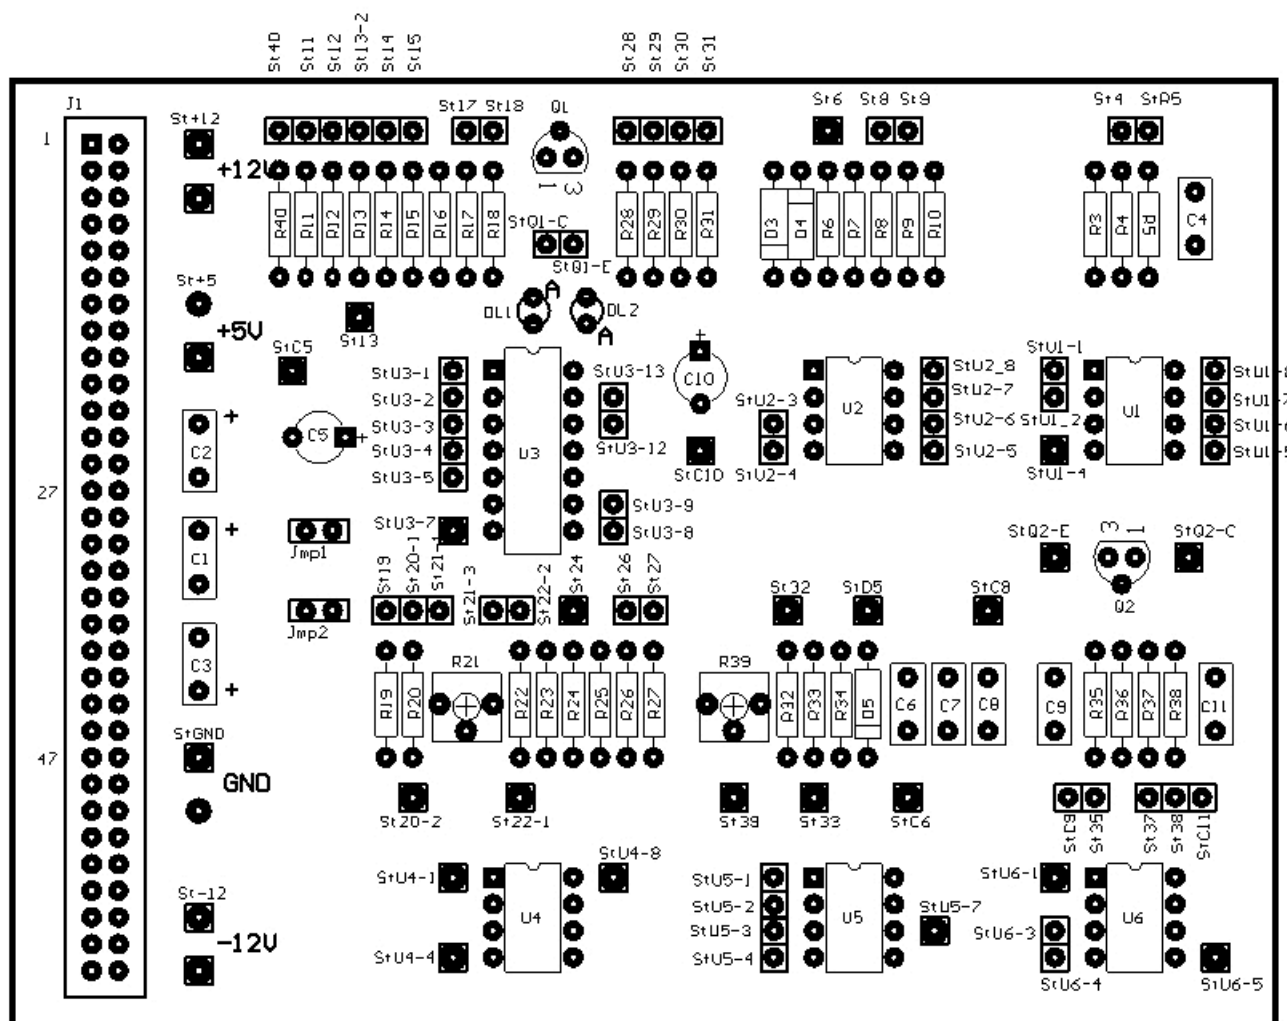 St40 St11 St12 St13-2 St14 St15 St28 St29 St30 St31
J1 St+12 St17 St18 Q1 St6 St8 St9 St4 StR5
1
+12V
R40 R11 R12 R13 R14 R15 R16 R17 R18 1 3 R28 R29 R30 R31 D3 D4 R6 R7 R8 R9 R10 R3 R4 R5 C4
StQ1-C
StQ1-E
St+5 A
DL1 DL2
+5V St13 A +
StC5 StU3-1 StU3-13 C10 StU2_8 StU1-1 StU1-8
StU3-2 StU2-3 U2 StU2-7 U1 StU1-7
+ C5 + StU3-3 StU2-6 StU1_2 StU1-6
C2 StU3-4 U3 StU3-12 StU2-5 StU1-5
StU3-5 StC10 StU2-4 StU1-4
27
StU3-9
+ StU3-7 StU3-8 StQ2-E 3 1 StQ2-C
C1 Jmp1
St19 St20-1 St21-1 St21-3 St22-2 St24 St26 St27 St32 StD5 StC8 Q2
Jmp2
C3 R21 R39
+
R19 R20 R22 R23 R24 R25 R26 R27 R32 R33 R34 D5 C6 C7 C8 C9 R35 R36 R37 R38 C11
StGND
47
GND
St20-2 St22-1 St39 St33 StC6 StC9 St35 St37 St38 StC11
StU4-1 StU4-8 StU5-1 StU6-1
St-12 StU5-2 StU5-7
U4 U5 U6
-12V StU5-3 StU6-3
StU4-4 StU5-4 StU6-4 StU6-5